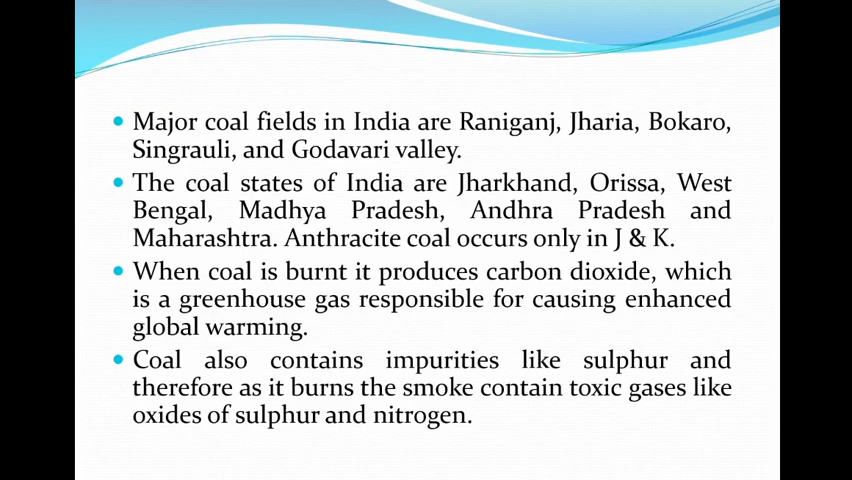 Major coal fields in India are Raniganj, Jharia, Bokaro,
Singrauli, and Godavari valley.
The coal states of India are Jharkhand, Orissa, West
Bengal, Madhya Pradesh, Andhra Pradesh and
Maharashtra. Anthracite coal occurs only in J & K.
When coal is burnt it produces carbon dioxide, which
is a greenhouse gas responsible for causing enhanced
global warming.
Coal also contains impurities like sulphur and
therefore as it burns the smoke contain toxic gases like
oxides of sulphur and nitrogen.